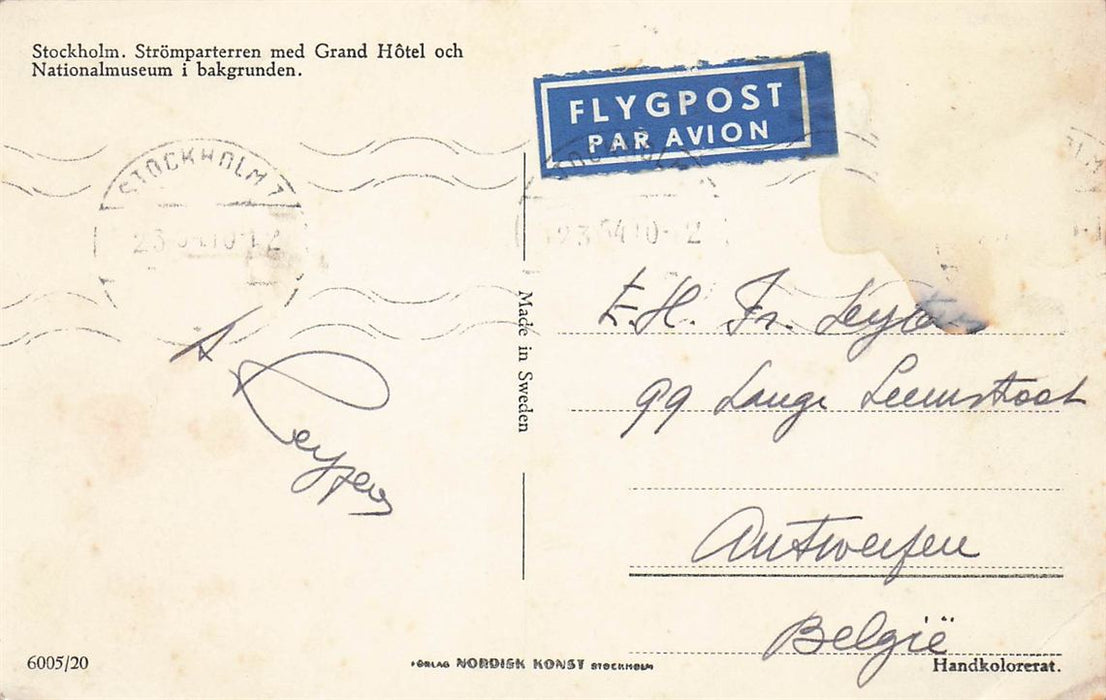 Stockholm. Strömparterren med Grand Hôtel och
Nationalmuseum i bakgrunden.
FLYGPOST
PAR AVION
STOCKHOLM 1
Made in Sweden
E.H. Fr.
99 Lange Leemstraat
Antwerpen
België
6005/20
FÖRLAG NORDISK KONST STOCKHOLM
Handkolorerat.